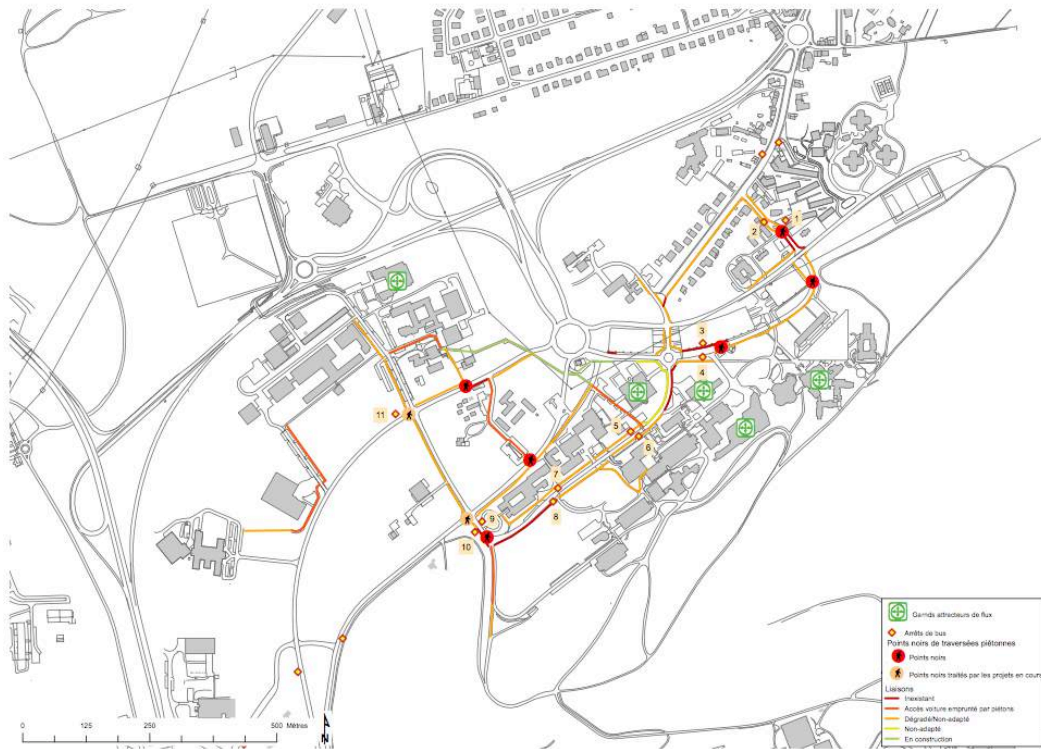 1
2
3
4
5
6
7
8
9
10
11
Garnds attracteurs de flux
Arrêts de bus
Points noirs de traversées piétonnes
Points noirs
Points noirs traités par les projets en cours
Liaisons
Inexistant
Accès voiture emprunté par piétons
Dégradé/Non-adapté
Non-adapté
En construction
0 125 250 500 Mètres
N